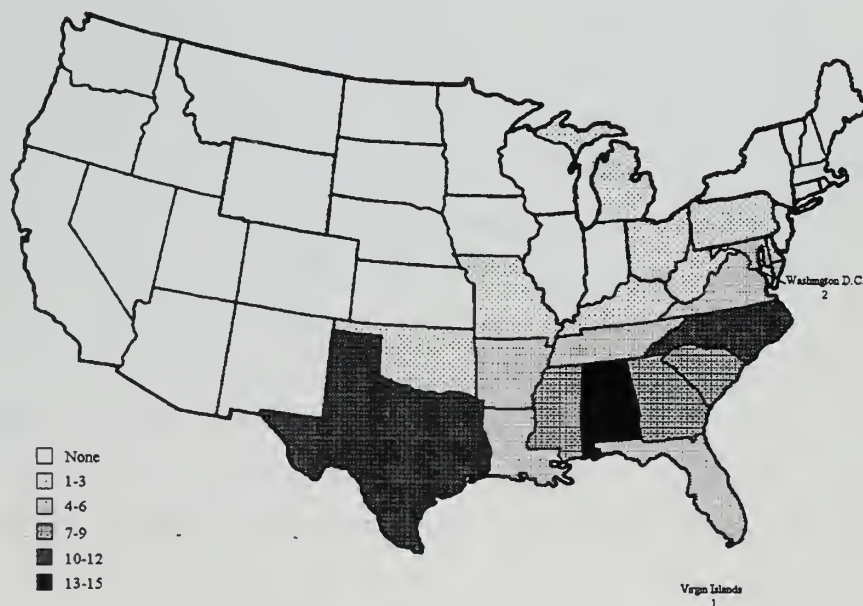 Washington D.C.
2
None
1-3
4-6
7-9
10-12
13-15
Virgin Islands
1